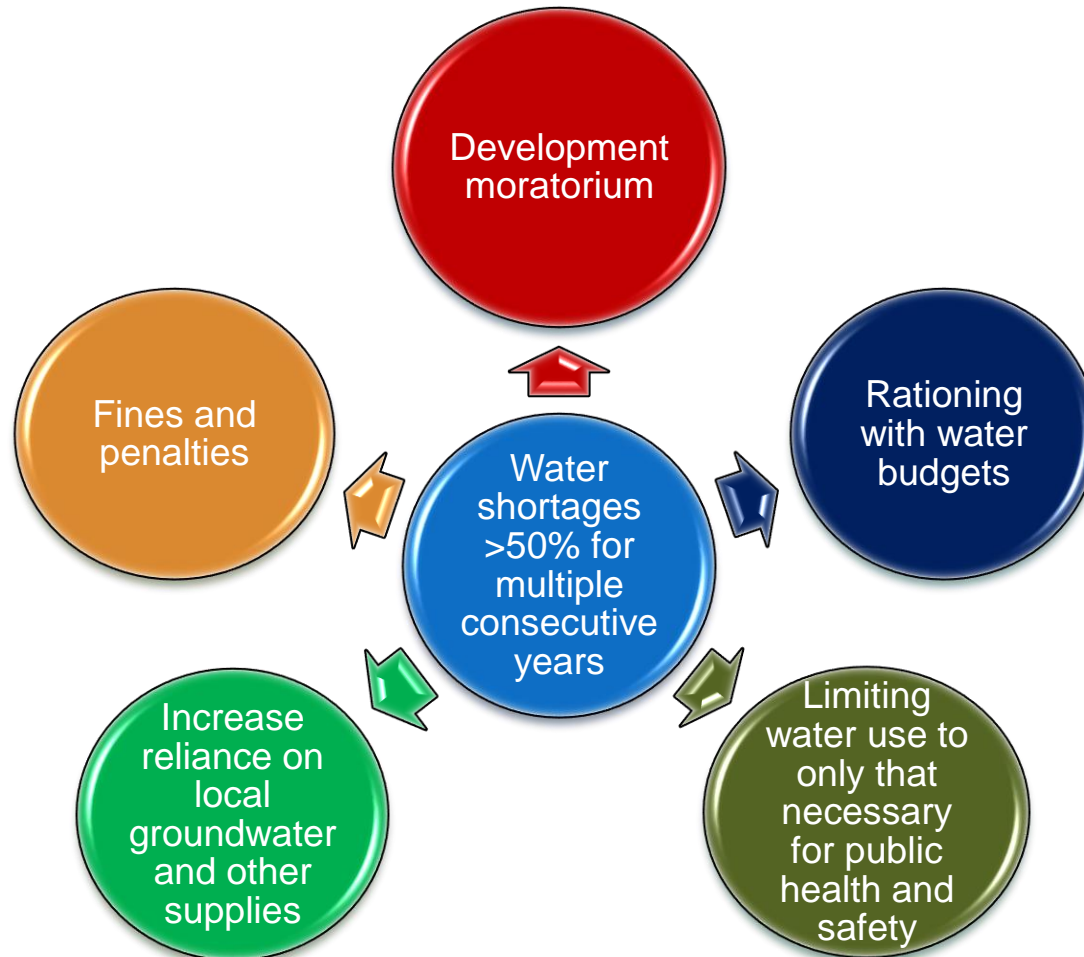 Development
moratorium
Fines and
penalties
Rationing
with water
budgets
Water
shortages
>50% for
multiple
consecutive
years
Increase
reliance on
local
groundwater
and other
supplies
Limiting
water use to
only that
necessary
for public
health and
safety